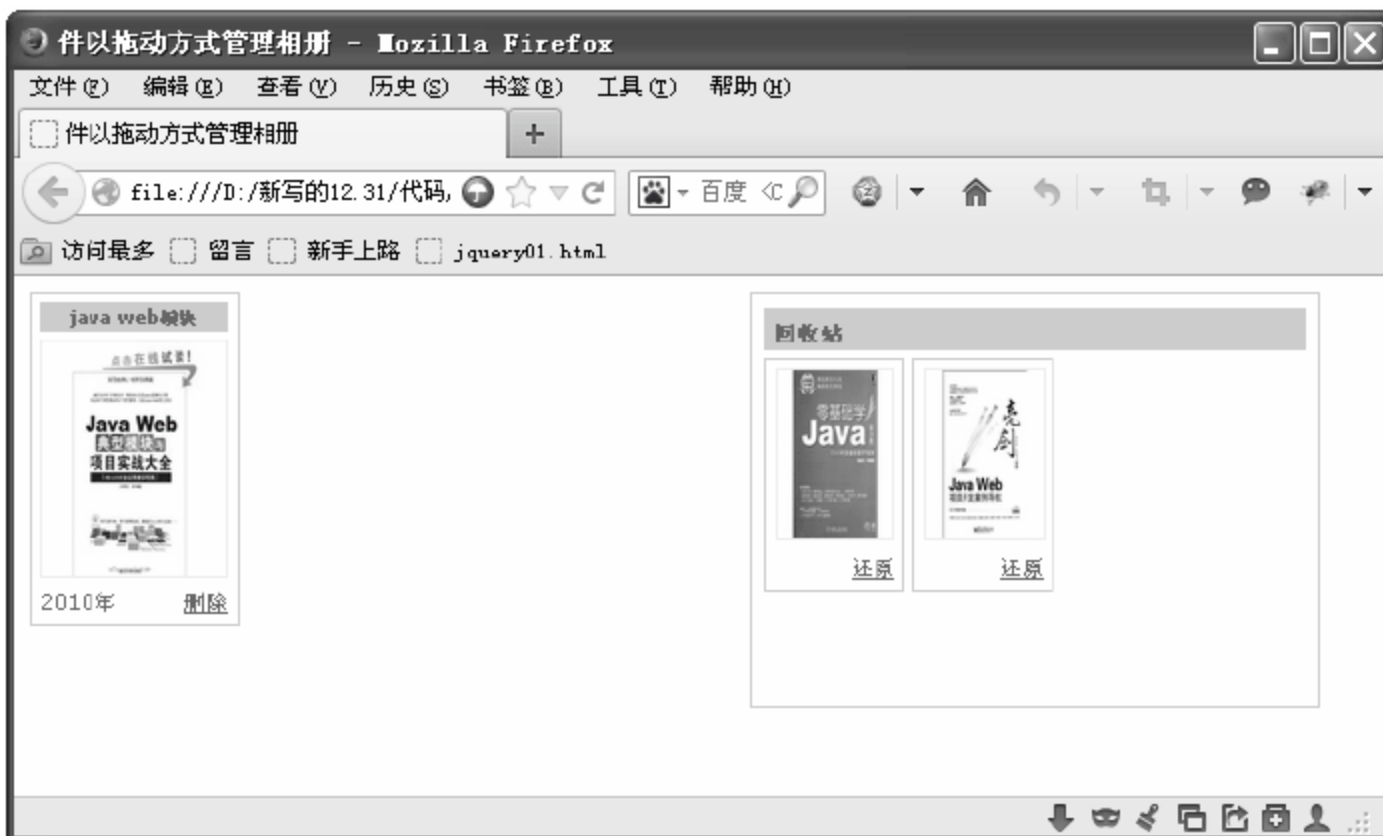 件以拖动方式管理相册 - Mozilla Firefox
文件(F) 编辑(E) 查看(V) 历史(S) 书签(B) 工具(T) 帮助(H)
件以拖动方式管理相册 +
file:///D:/新写的12.31/代码, 百度 <C
访问最多 留言 新手上路 jquery01.html
java web模块
点击在线试读!
Java Web
典型模块与
项目实战大全
2010年 删除
回收站
零基础学
Java
还原
亮剑
Java Web
还原